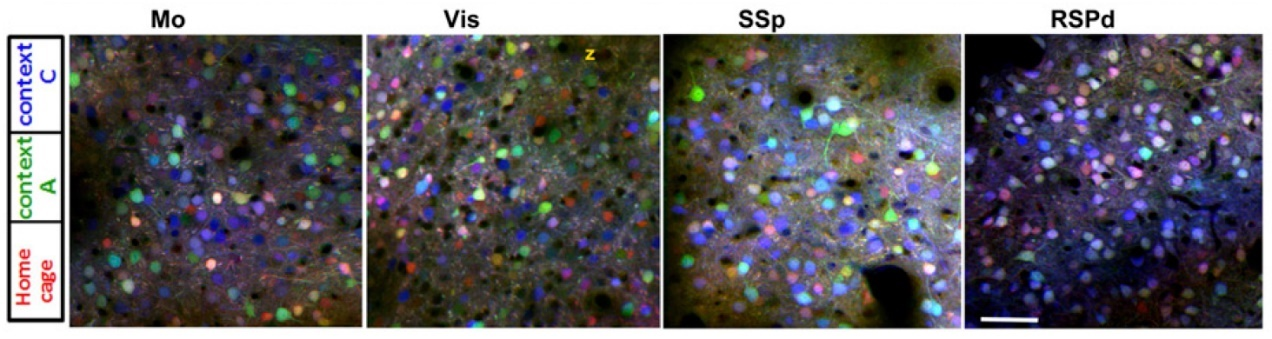 Mo
Vis
SSp
RSPd
context
C
context
A
Home
cage
z